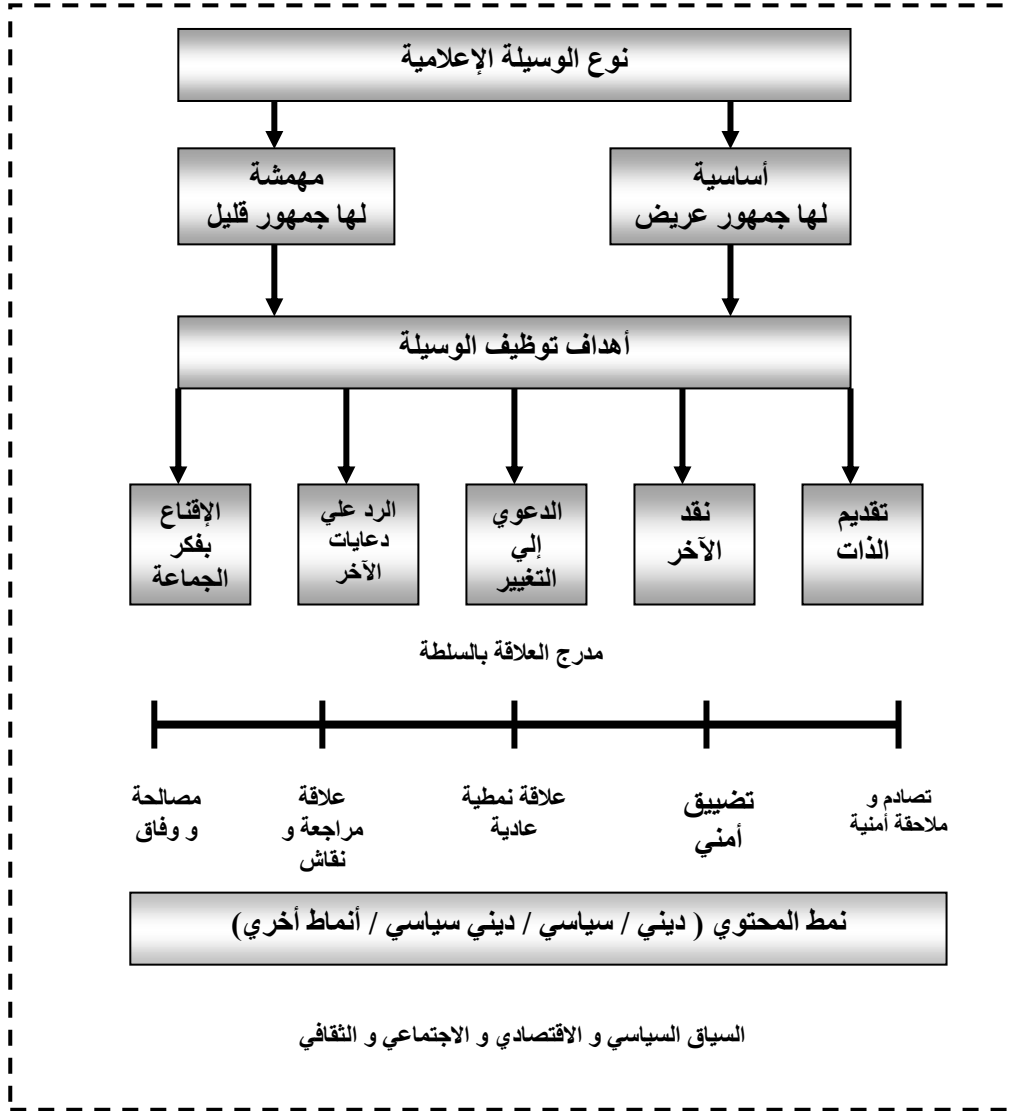 نوع الوسيلة الإعلامية
أساسية
لها جمهور عريض
مهمشة
لها جمهور قليل
أهداف توظيف الوسيلة
تقديم
الذات
نقد
الآخر
الدعوي
إلي
التغيير
الرد علي
دعايات
الآخر
الإقناع
بفكر
الجماعة
مدرج العلاقة بالسلطة
تصادم و
ملاحقة أمنية
تضييق
أمني
علاقة نمطية
عادية
علاقة
مراجعة و
نقاش
مصالحة
و وفاق
نمط المحتوي ( ديني / سياسي / ديني سياسي / أنماط أخري)
السياق السياسي و الاقتصادي و الاجتماعي و الثقافي